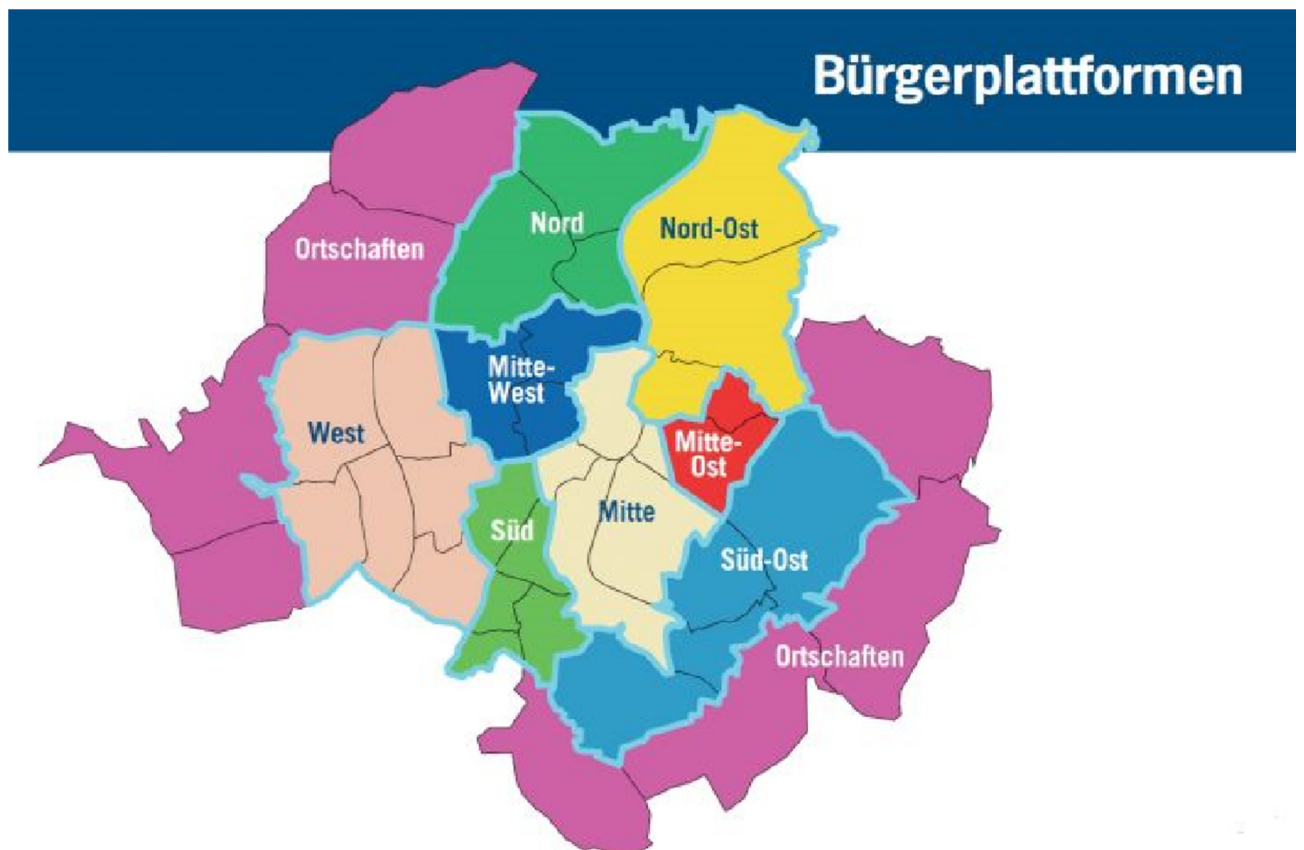 Bürgerplattformen
Nord
Nord-Ost
Ortschaften
Mitte-
West
West
Mitte-
Ost
Mitte
Süd
Süd-Ost
Ortschaften